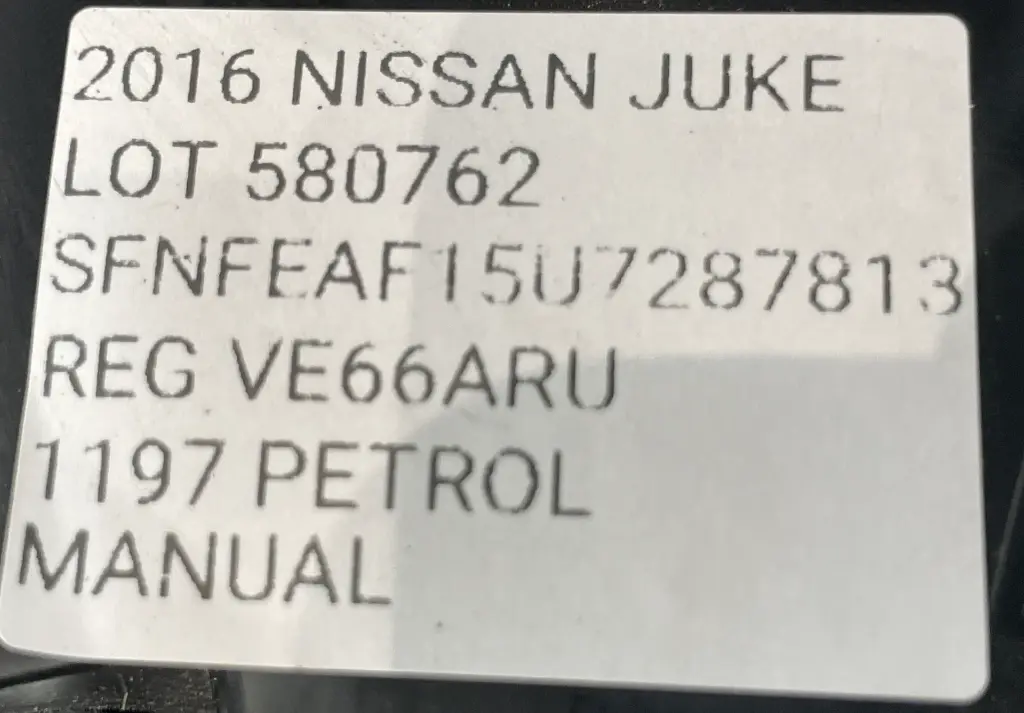 2016 NISSAN JUKE
LOT 580762
SFNFEAF15U7287813
REG VE66ARU
1197 PETROL
MANUAL